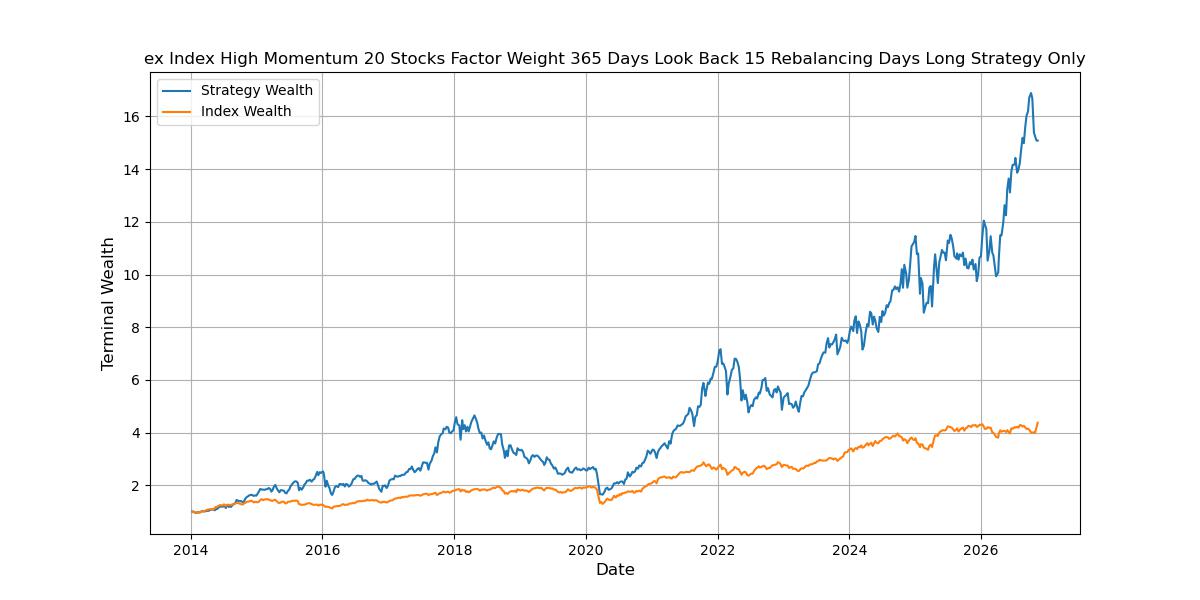 ex Index High Momentum 20 Stocks Factor Weight 365 Days Look Back 15 Rebalancing Days Long Strategy Only
Strategy Wealth
Index Wealth
Terminal Wealth
16
14
12
10
8
6
4
2
2014 2016 2018 2020 2022 2024 2026
Date